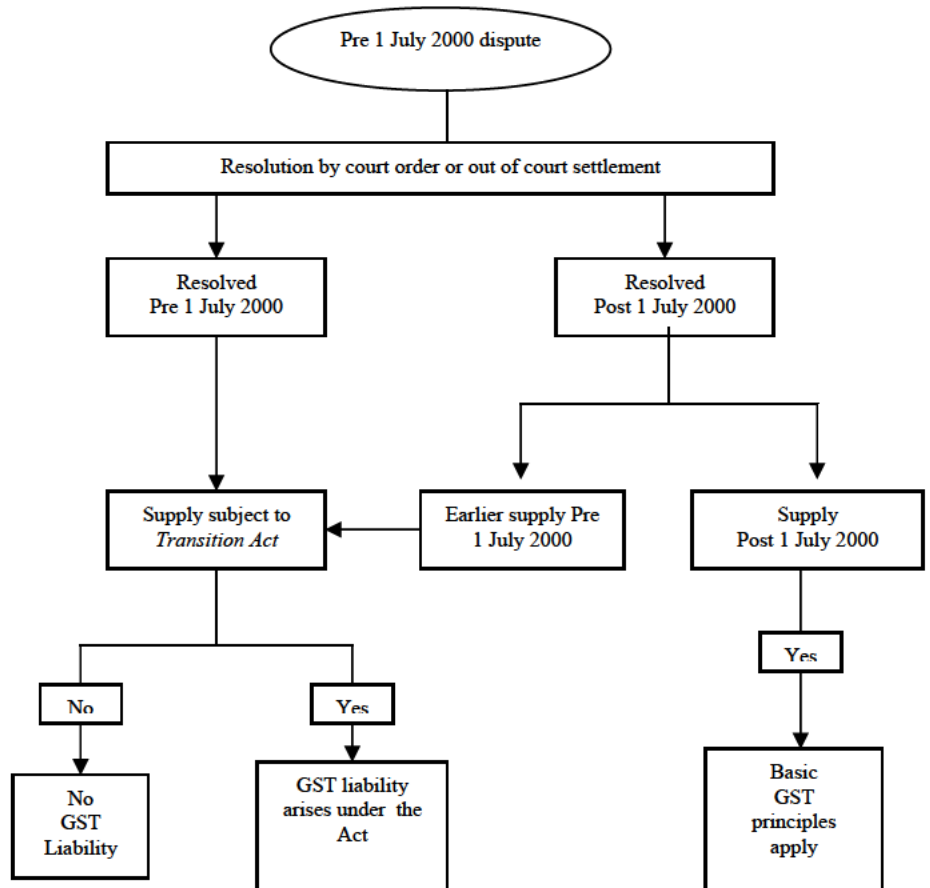 Pre 1 July 2000 dispute
Resolution by court order or out of court settlement
Resolved
Pre 1 July 2000
Resolved
Post 1 July 2000
Supply subject to
Transition Act
Earlier supply Pre
1 July 2000
Supply
Post 1 July 2000
Yes
No
Yes
No
GST
Liability
GST liability
arises under the
Act
Basic
GST
principles
apply